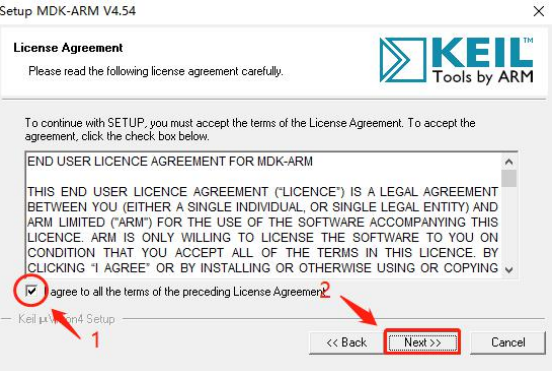 Setup MDK-ARM V4.54
License Agreement
Please read the following license agreement carefully.
KEIL™
Tools by ARM
To continue with SETUP, you must accept the terms of the License Agreement. To accept the
agreement, click the check box below.
END USER LICENCE AGREEMENT FOR MDK-ARM
THIS END USER LICENCE AGREEMENT ("LICENCE") IS A LEGAL AGREEMENT
BETWEEN YOU (EITHER A SINGLE INDIVIDUAL, OR SINGLE LEGAL ENTITY) AND
ARM LIMITED ("ARM") FOR THE USE OF THE SOFTWARE ACCOMPANYING THIS
LICENCE. ARM IS ONLY WILLING TO LICENSE THE SOFTWARE TO YOU ON
CONDITION THAT YOU ACCEPT ALL OF THE TERMS IN THIS LICENCE. BY
CLICKING "I AGREE" OR BY INSTALLING OR OTHERWISE USING OR COPYING
I agree to all the terms of the preceding License Agreement
2
Keil µVision4 Setup
1
<< Back
Next >>
Cancel